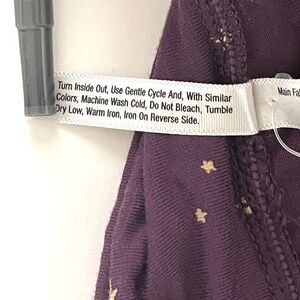 Turn Inside Out, Use Gentle Cycle And, With Similar
Colors, Machine Wash Cold, Do Not Bleach, Tumble
Dry Low, Warm Iron, Iron On Reverse Side.
Main